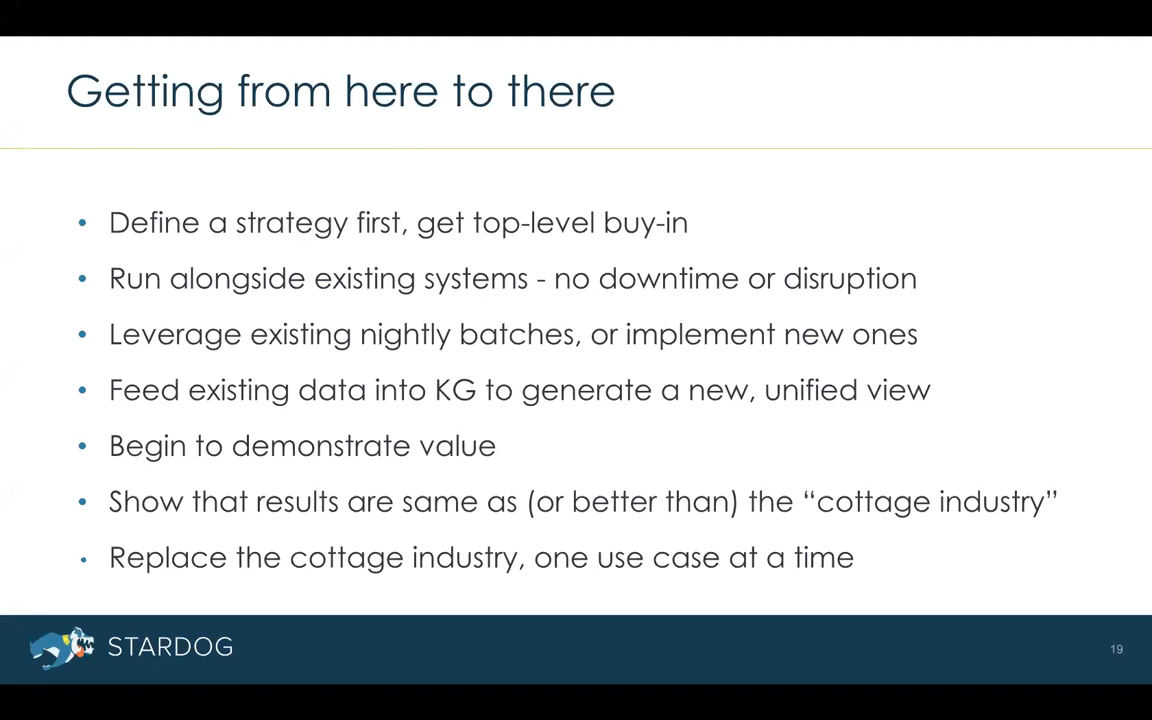 Getting from here to there
• Define a strategy first, get top-level buy-in
• Run alongside existing systems - no downtime or disruption
• Leverage existing nightly batches, or implement new ones
• Feed existing data into KG to generate a new, unified view
• Begin to demonstrate value
• Show that results are same as (or better than) the “cottage industry”
• Replace the cottage industry, one use case at a time
STARDOG
19